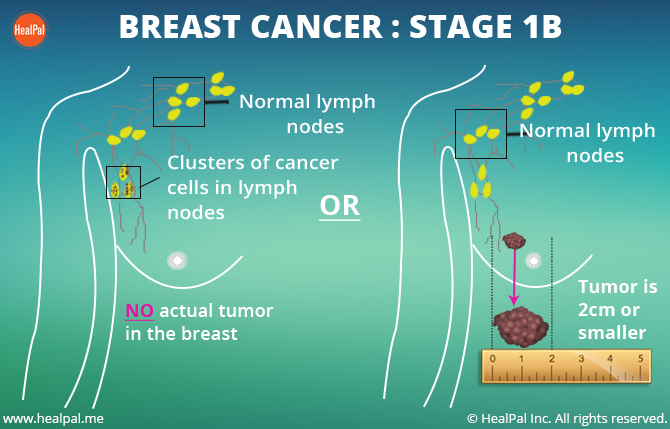 HealPal
BREAST CANCER : STAGE 1B
Normal lymph
nodes
Clusters of cancer
cells in lymph
nodes
NO actual tumor
in the breast
OR
Normal lymph
nodes
Tumor is
2cm or
smaller
0 1 2 3 4 5
www.healpal.me
© HealPal Inc. All rights reserved.